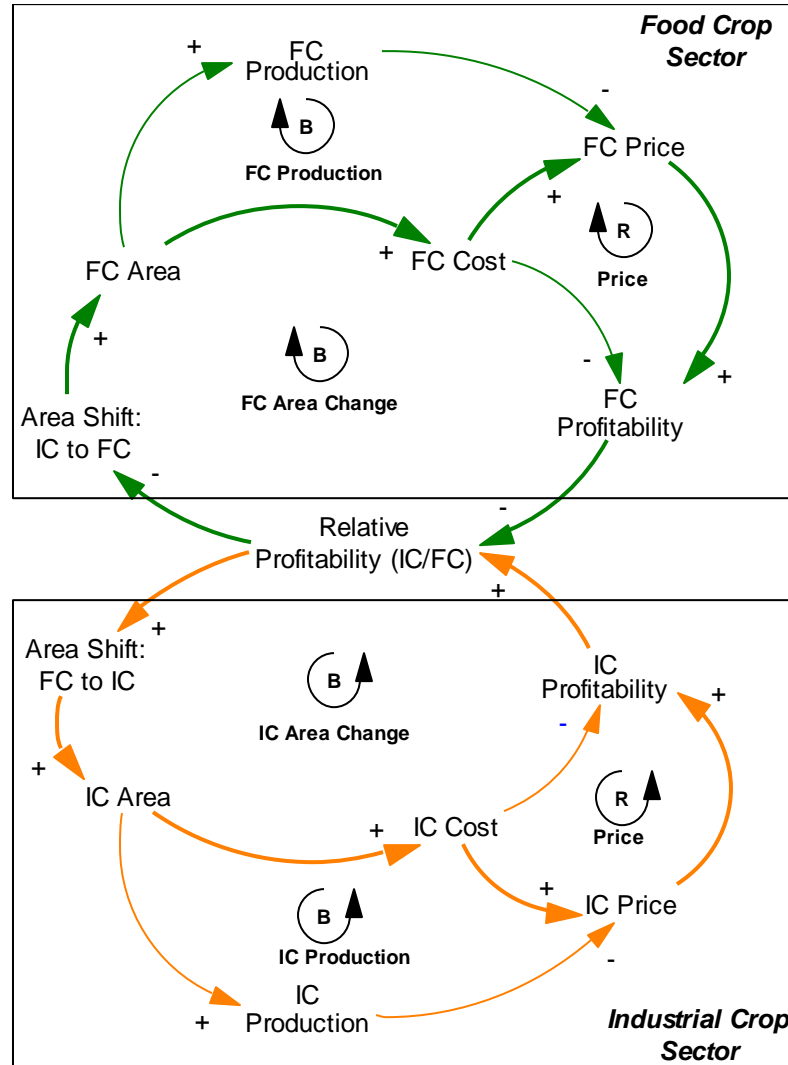 Food Crop
Sector
+
FC
Production
-
B
FC Production
FC Price
+
R
Price
FC Area
+
FC Cost
+
B
FC Area Change
-
+
FC
Profitability
Area Shift:
IC to FC
-
-
Relative
Profitability (IC/FC)
+
+
Area Shift:
FC to IC
B
IC Area Change
IC
Profitability
+
-
+
IC Area
+
IC Cost
R
Price
+
IC Price
B
IC Production
-
+
IC
Production
Industrial Crop
Sector